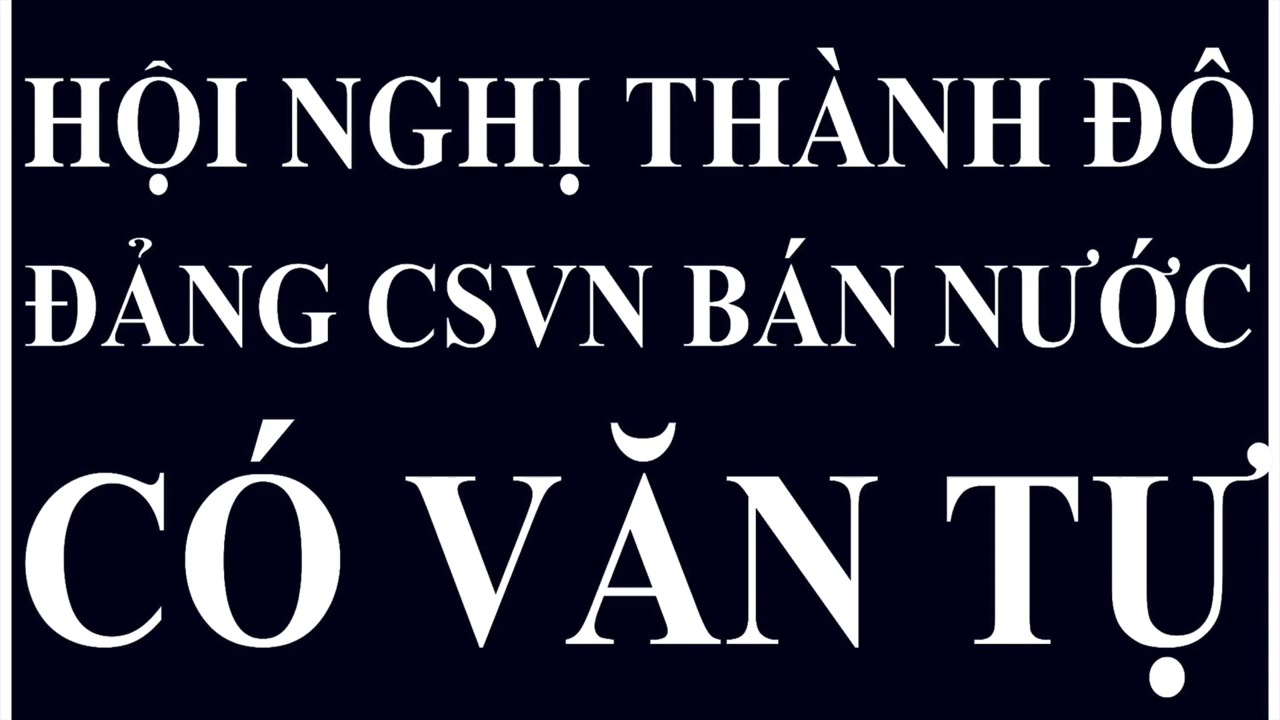 HỘI NGHỊ THÀNH ĐÔ
ĐẢNG CSVN BÁN NƯỚC
CÓ VĂN TỰ